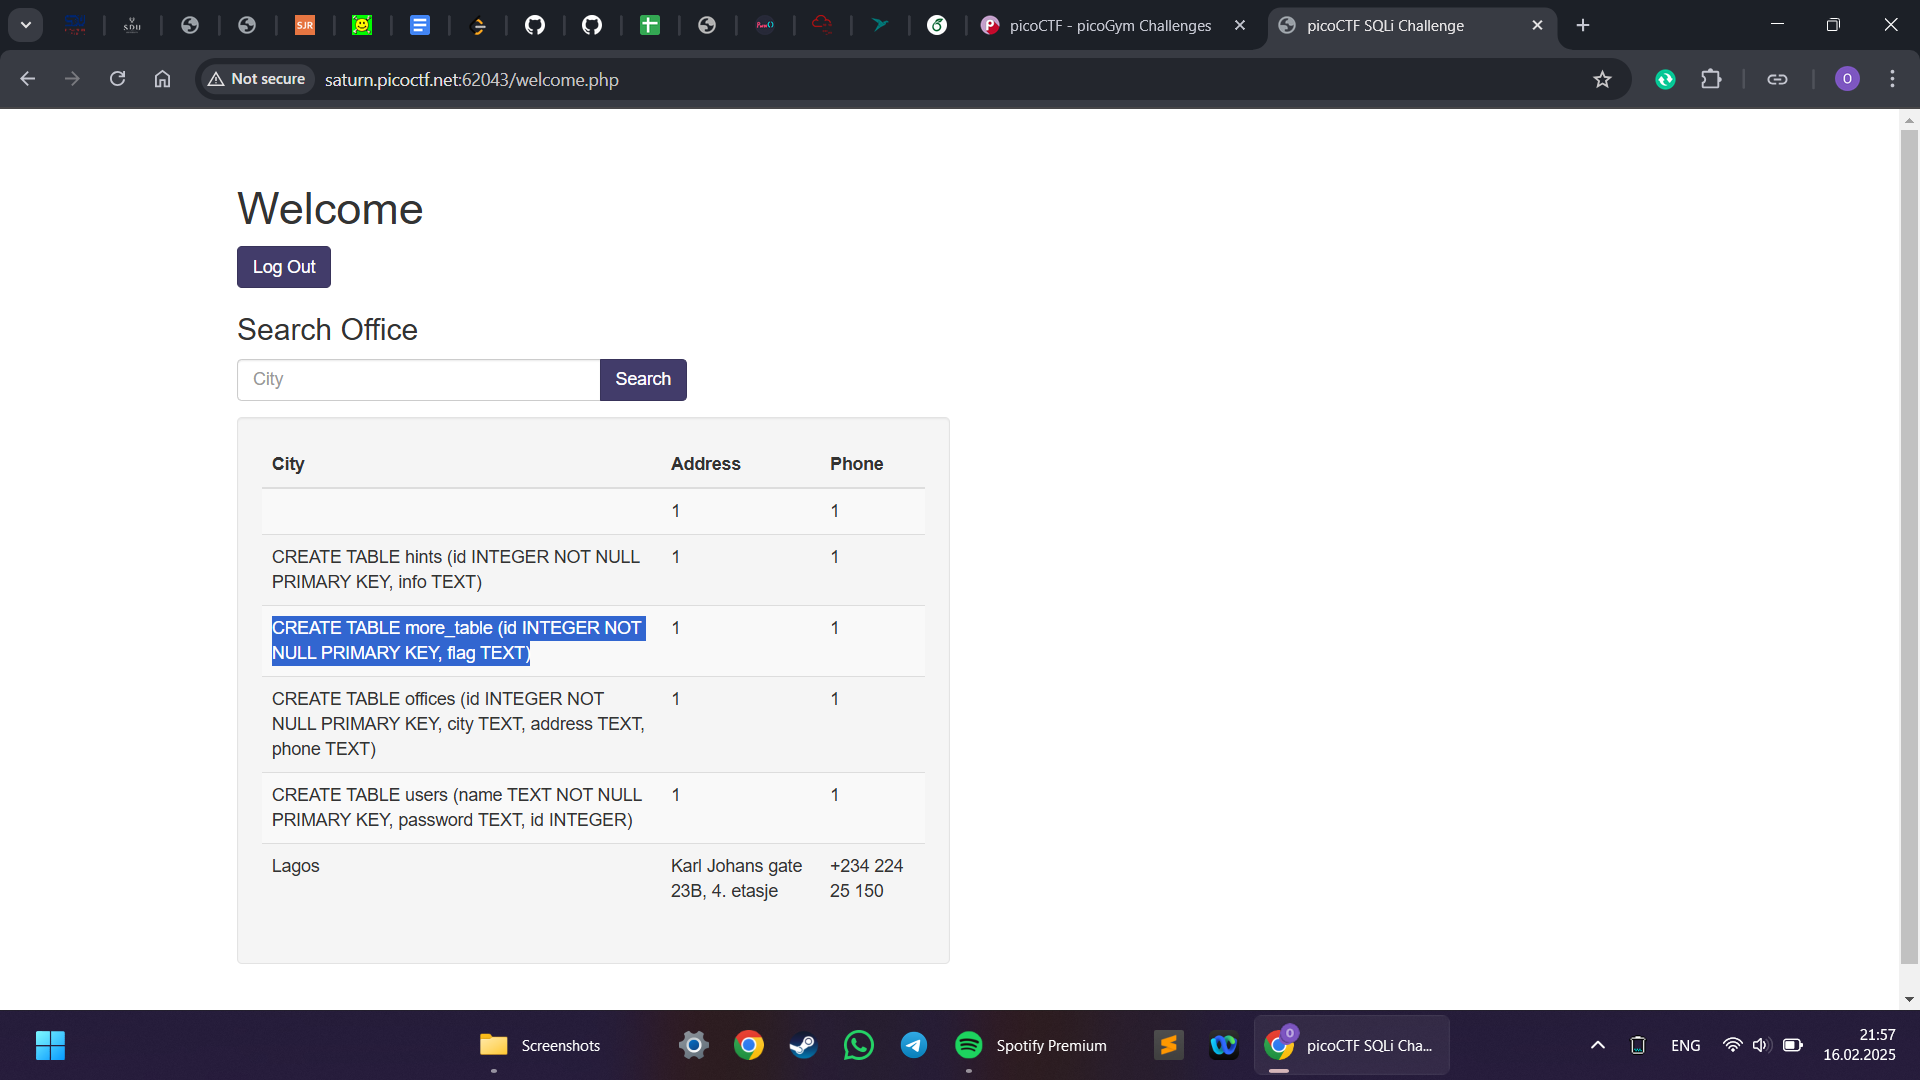 picoCTF - picoGym Challenges
picoCTF SQLi Challenge
Not secure
saturn.picoctf.net:62043/welcome.php
O
Welcome
Log Out
Search Office
City
Search
City Address Phone
1 1
CREATE TABLE hints (id INTEGER NOT NULL 1 1
PRIMARY KEY, info TEXT)
CREATE TABLE more_table (id INTEGER NOT 1 1
NULL PRIMARY KEY, flag TEXT)
CREATE TABLE offices (id INTEGER NOT 1 1
NULL PRIMARY KEY, city TEXT, address TEXT,
phone TEXT)
CREATE TABLE users (name TEXT NOT NULL 1 1
PRIMARY KEY, password TEXT, id INTEGER)
Lagos Karl Johans gate +234 224
23B, 4. etasje 25 150
Screenshots
Spotify Premium
picoCTF SQLi Cha...
ENG
21:57
16.02.2025